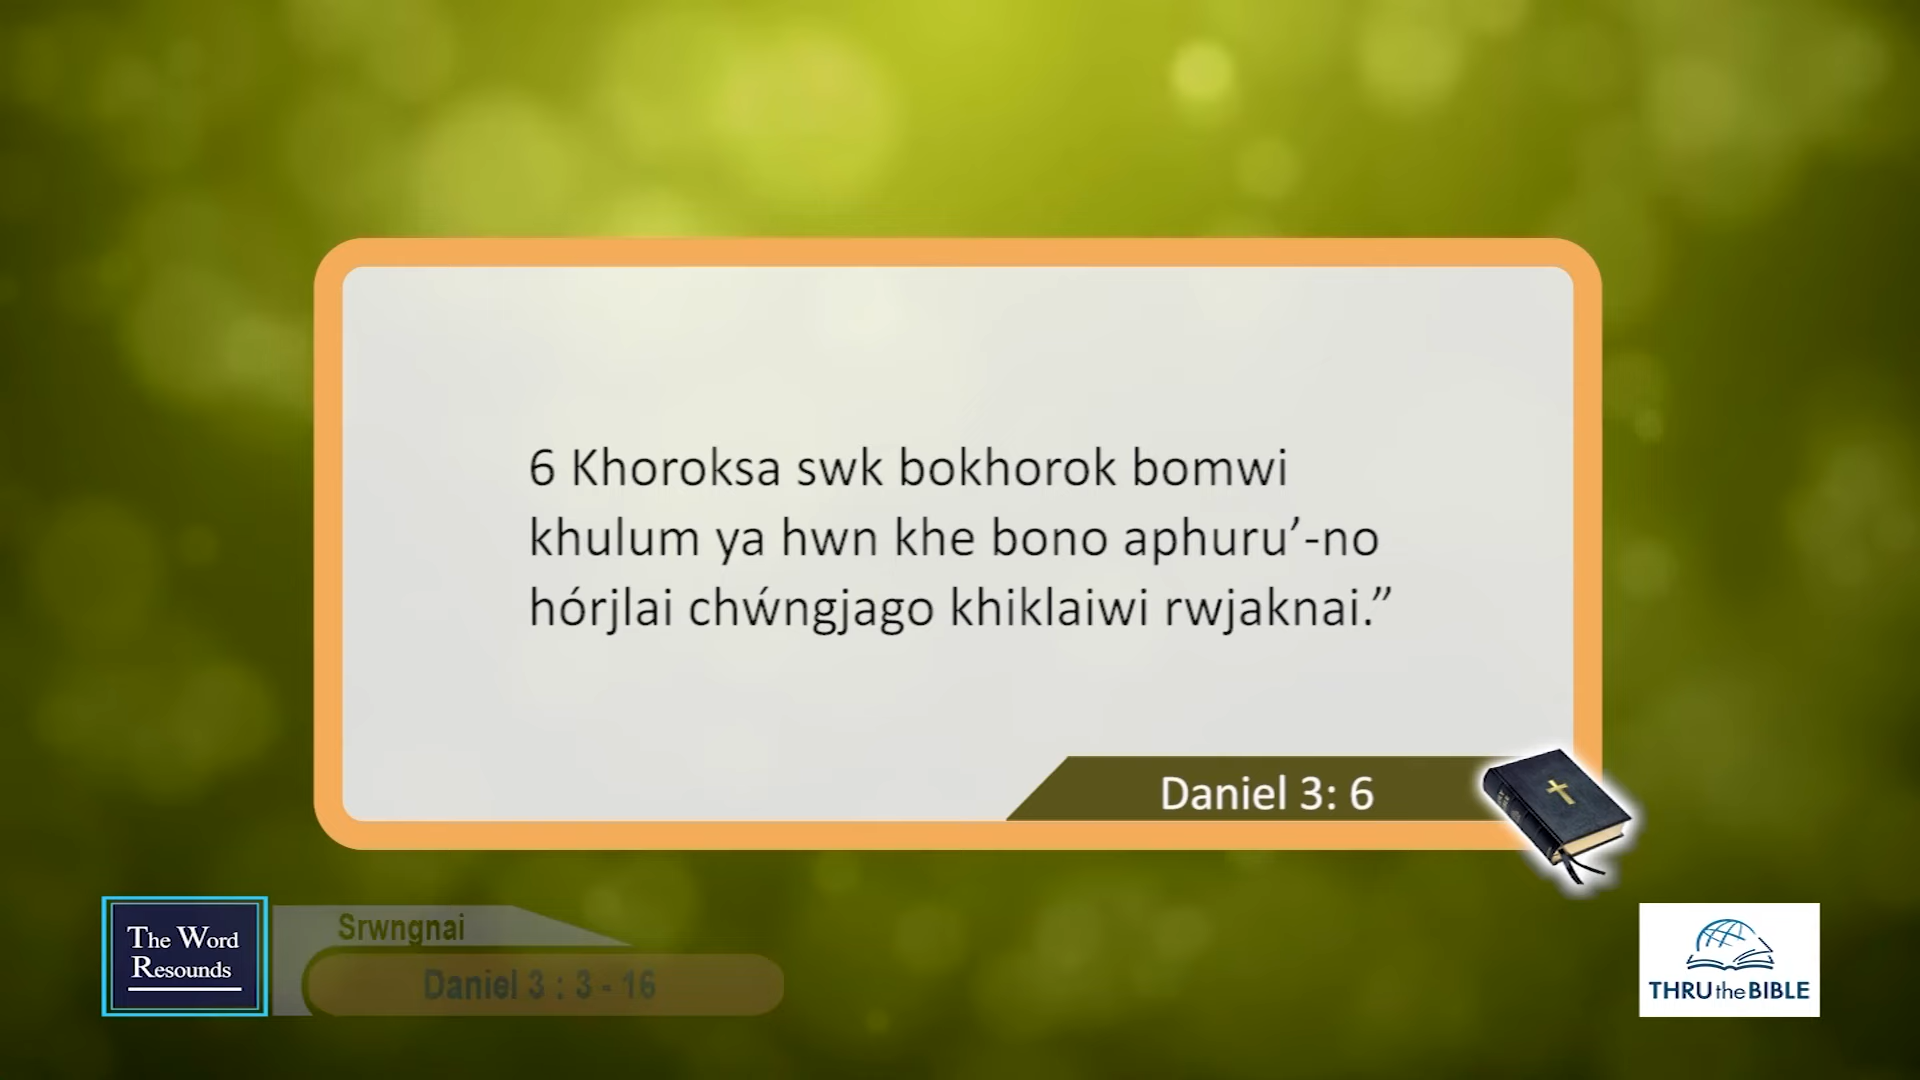 6 Khoroksa swk bokhorok bomwi
khulum ya hwn khe bono aphuru’-no
hórjlai chẃngjago khiklaiwi rwjaknai.”
Daniel 3: 6
The Word
Resounds
Srwngnai
Daniel 3 : 3 - 16
THRU the BIBLE